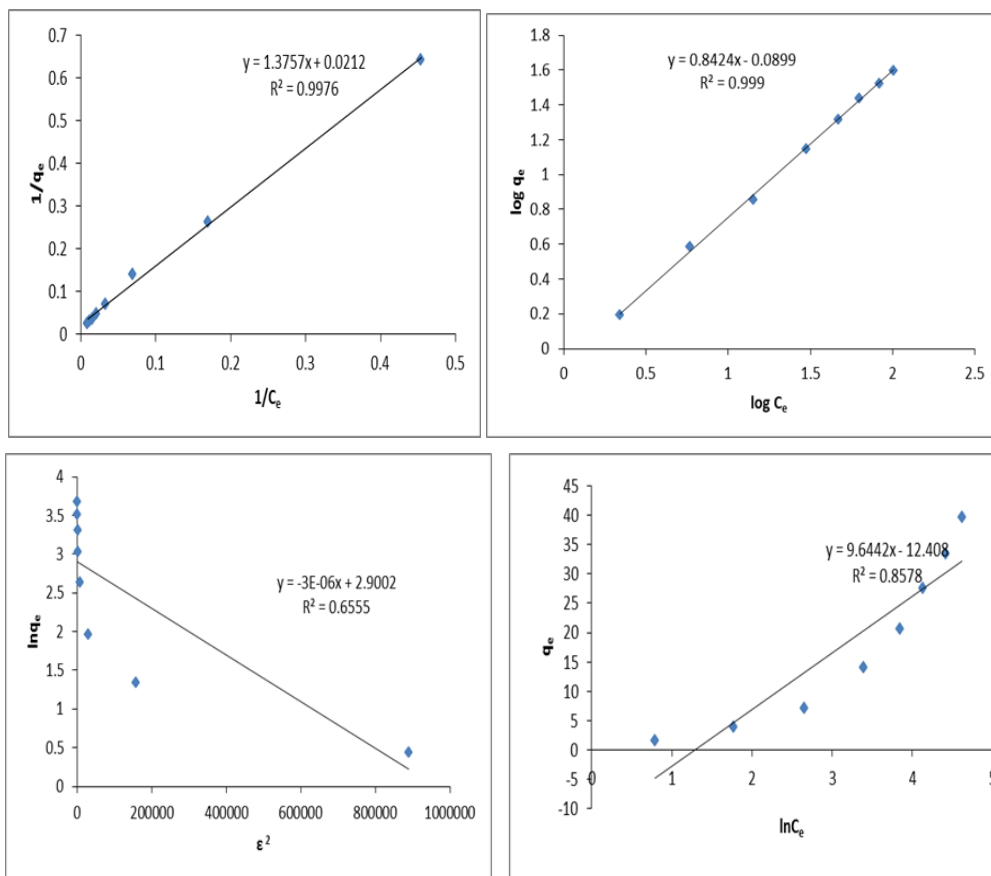 0.7
0.6
0.5
0.4
0.3
0.2
0.1
0
1/qe
y = 1.3757x + 0.0212
R² = 0.9976
0 0.1 0.2 0.3 0.4 0.5
1/Ce
1.8
1.6
1.4
1.2
1
0.8
0.6
0.4
0.2
0
log qe
y = 0.8424x - 0.0899
R² = 0.999
0 0.5 1 1.5 2 2.5
log Ce
4
3.5
3
2.5
2
1.5
1
0.5
0
lnqe
y = -3E-06x + 2.9002
R² = 0.6555
0 200000 400000 600000 800000 1000000
ε²
45
40
35
30
25
20
15
10
5
0
-5
-10
qe
y = 9.6442x - 12.408
R² = 0.8578
0 1 2 3 4 5
lnCe